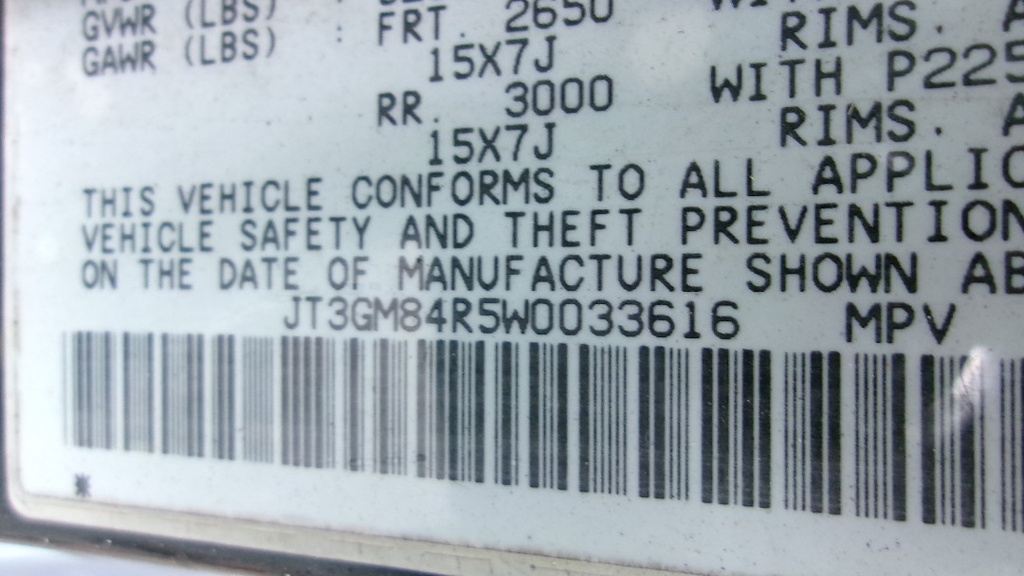 GVWR (LBS) :
GAWR (LBS) : FRT. 2650 WITH
15X7J RIMS. A
RR. 3000 WITH P225
15X7J RIMS. A
THIS VEHICLE CONFORMS TO ALL APPLIC
VEHICLE SAFETY AND THEFT PREVENTION
ON THE DATE OF MANUFACTURE SHOWN AB
JT3GM84R5W0033616 MPV
*